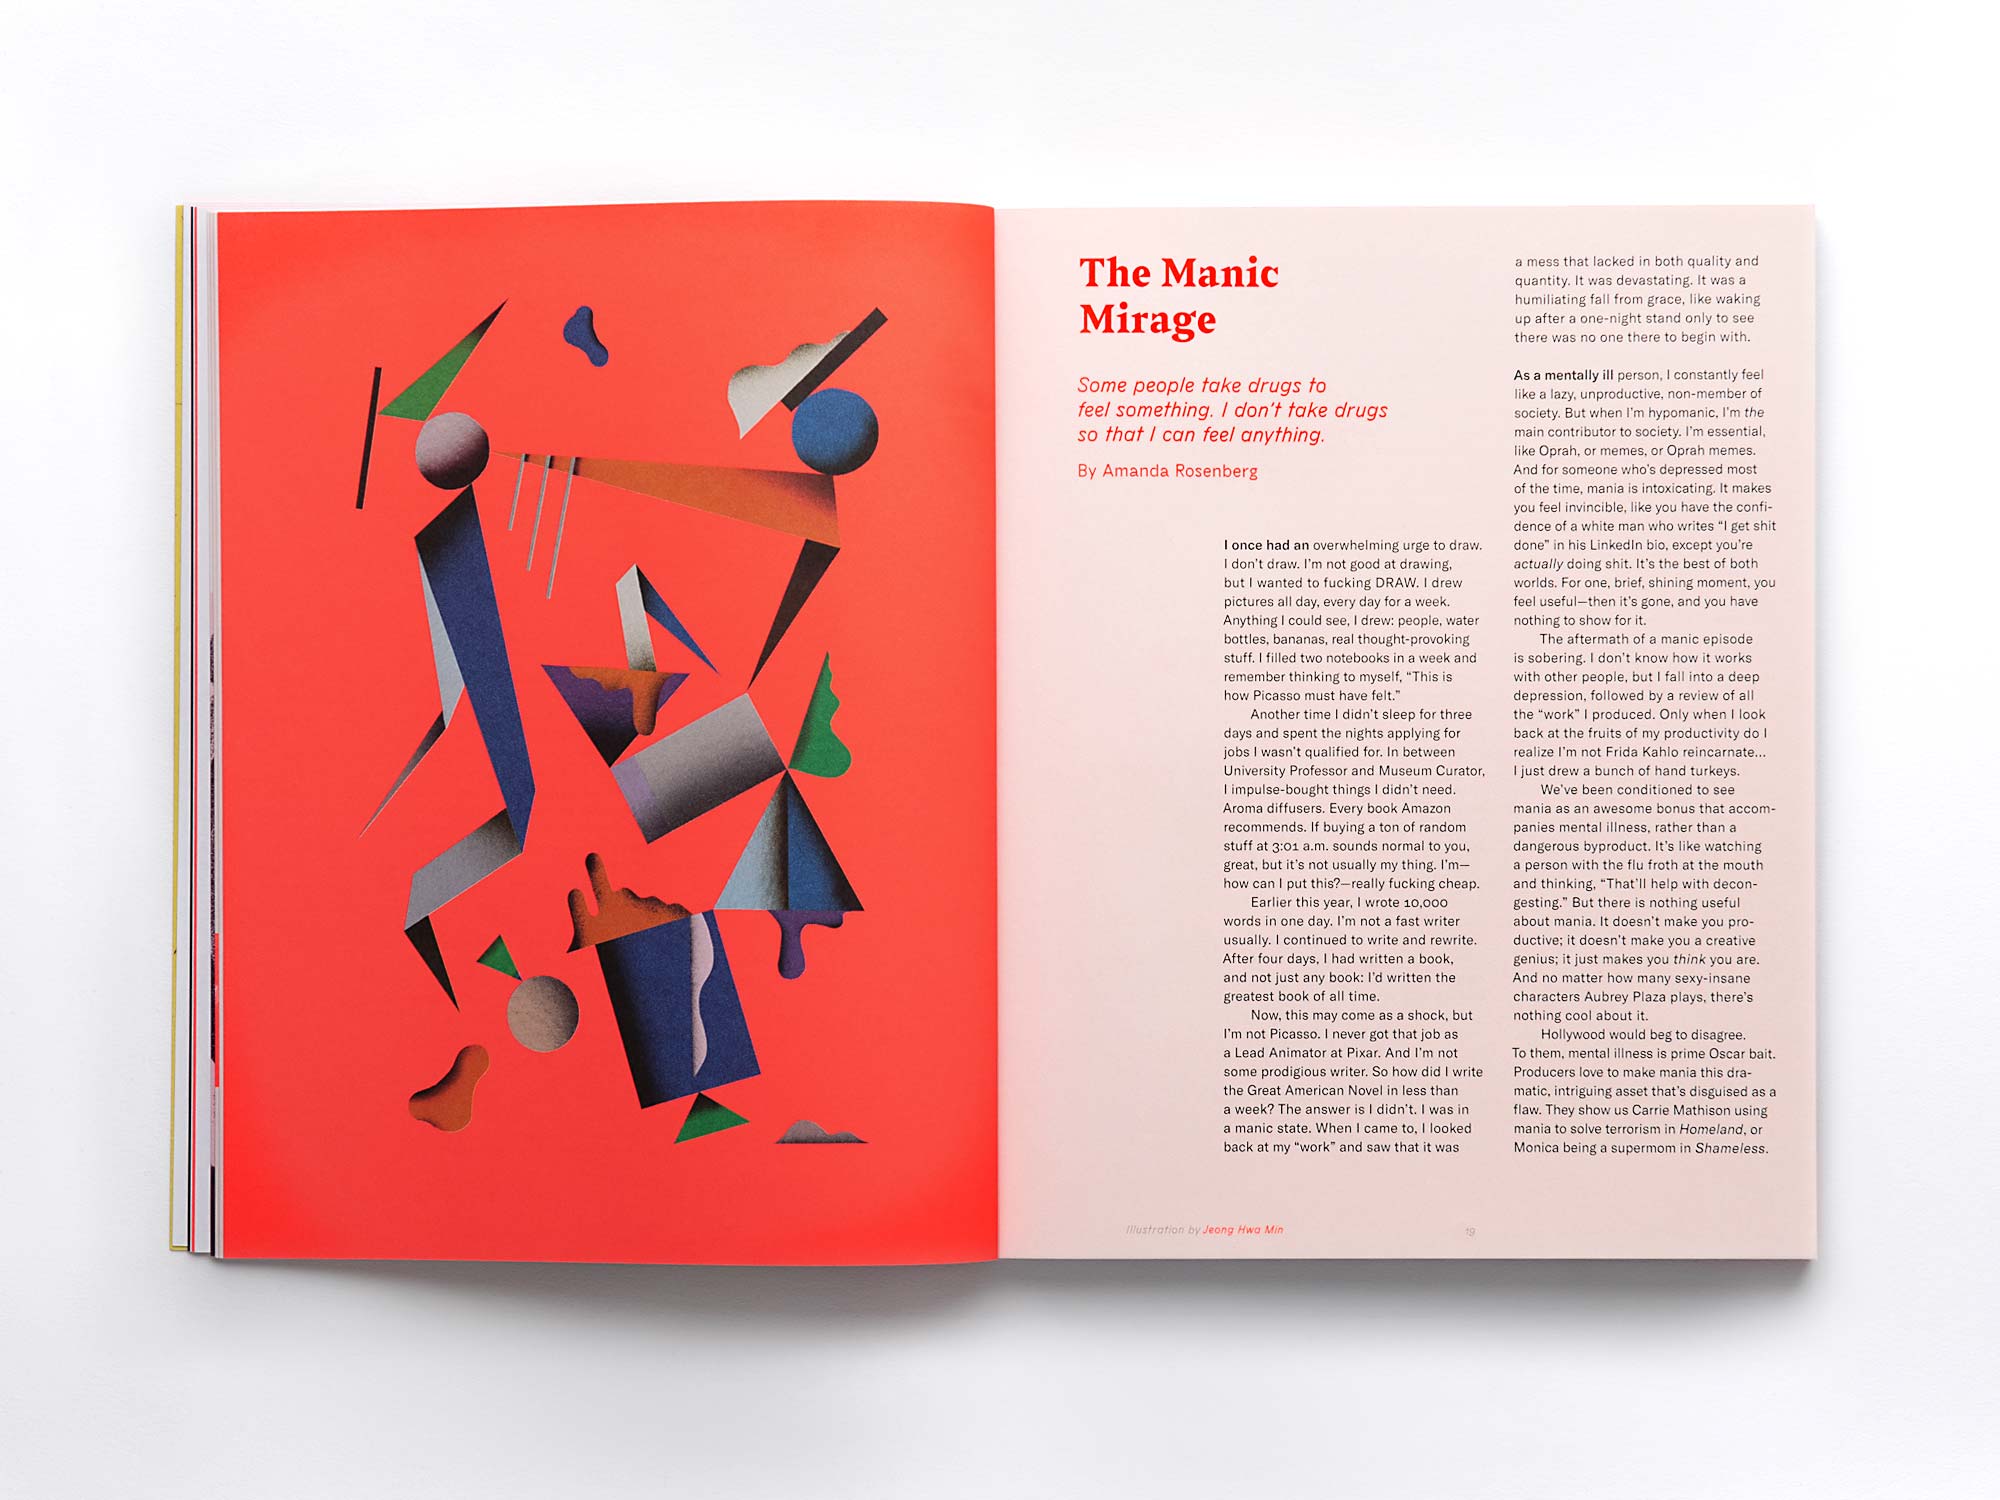 The Manic
Mirage
Some people take drugs to
feel something. I don't take drugs
so that I can feel anything.
By Amanda Rosenberg
I once had an overwhelming urge to draw.
I don't draw. I'm not good at drawing,
but I wanted to fucking DRAW. I drew
pictures all day, every day for a week.
Anything I could see, I drew: people, water
bottles, bananas, real thought-provoking
stuff. I filled two notebooks in a week and
remember thinking to myself, “This is
how Picasso must have felt.”
Another time I didn't sleep for three
days and spent the nights applying for
jobs I wasn't qualified for. In between
University Professor and Museum Curator,
I impulse-bought things I didn't need.
Aroma diffusers. Every book Amazon
recommends. If buying a ton of random
stuff at 3:01 a.m. sounds normal to you,
great, but it's not usually my thing. I'm—
how can I put this?—really fucking cheap.
Earlier this year, I wrote 10,000
words in one day. I'm not a fast writer
usually. I continued to write and rewrite.
After four days, I had written a book,
and not just any book: I'd written the
greatest book of all time.
Now, this may come as a shock, but
I'm not Picasso. I never got that job as
a Lead Animator at Pixar. And I'm not
some prodigious writer. So how did I write
the Great American Novel in less than
a week? The answer is I didn't. I was in
a manic state. When I came to, I looked
back at my “work” and saw that it was
a mess that lacked in both quality and
quantity. It was devastating. It was a
humiliating fall from grace, like waking
up after a one-night stand only to see
there was no one there to begin with.
As a mentally ill person, I constantly feel
like a lazy, unproductive, non-member of
society. But when I'm hypomanic, I'm the
main contributor to society. I'm essential,
like Oprah, or memes, or Oprah memes.
And for someone who's depressed most
of the time, mania is intoxicating. It makes
you feel invincible, like you have the confi-
dence of a white man who writes “I get shit
done” in his LinkedIn bio, except you're
actually doing shit. It's the best of both
worlds. For one, brief, shining moment, you
feel useful—then it's gone, and you have
nothing to show for it.
The aftermath of a manic episode
is sobering. I don't know how it works
with other people, but I fall into a deep
depression, followed by a review of all
the “work” I produced. Only when I look
back at the fruits of my productivity do I
realize I'm not Frida Kahlo reincarnate...
I just drew a bunch of hand turkeys.
We've been conditioned to see
mania as an awesome bonus that accom-
panies mental illness, rather than a
dangerous byproduct. It's like watching
a person with the flu froth at the mouth
and thinking, “That'll help with decon-
gesting.” But there is nothing useful
about mania. It doesn't make you pro-
ductive; it doesn't make you a creative
genius; it just makes you think you are.
And no matter how many sexy-insane
characters Aubrey Plaza plays, there's
nothing cool about it.
Hollywood would beg to disagree.
To them, mental illness is prime Oscar bait.
Producers love to make mania this dra-
matic, intriguing asset that's disguised as a
flaw. They show us Carrie Mathison using
mania to solve terrorism in Homeland, or
Monica being a supermom in Shameless.
Illustration by Jeong Hwa Min
19